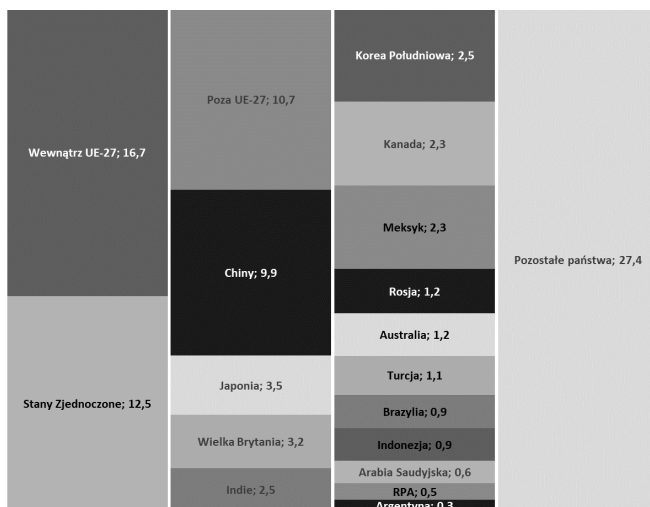 Wewnątrz UE-27; 16,7
Stany Zjednoczone; 12,5
Poza UE-27; 10,7
Chiny; 9,9
Japonia; 3,5
Wielka Brytania; 3,2
Indie; 2,5
Korea Południowa; 2,5
Kanada; 2,3
Meksyk; 2,3
Rosja; 1,2
Australia; 1,2
Turcja; 1,1
Brazylia; 0,9
Indonezja; 0,9
Arabia Saudyjska; 0,6
RPA; 0,5
Argentyna; 0,3
Pozostałe państwa; 27,4